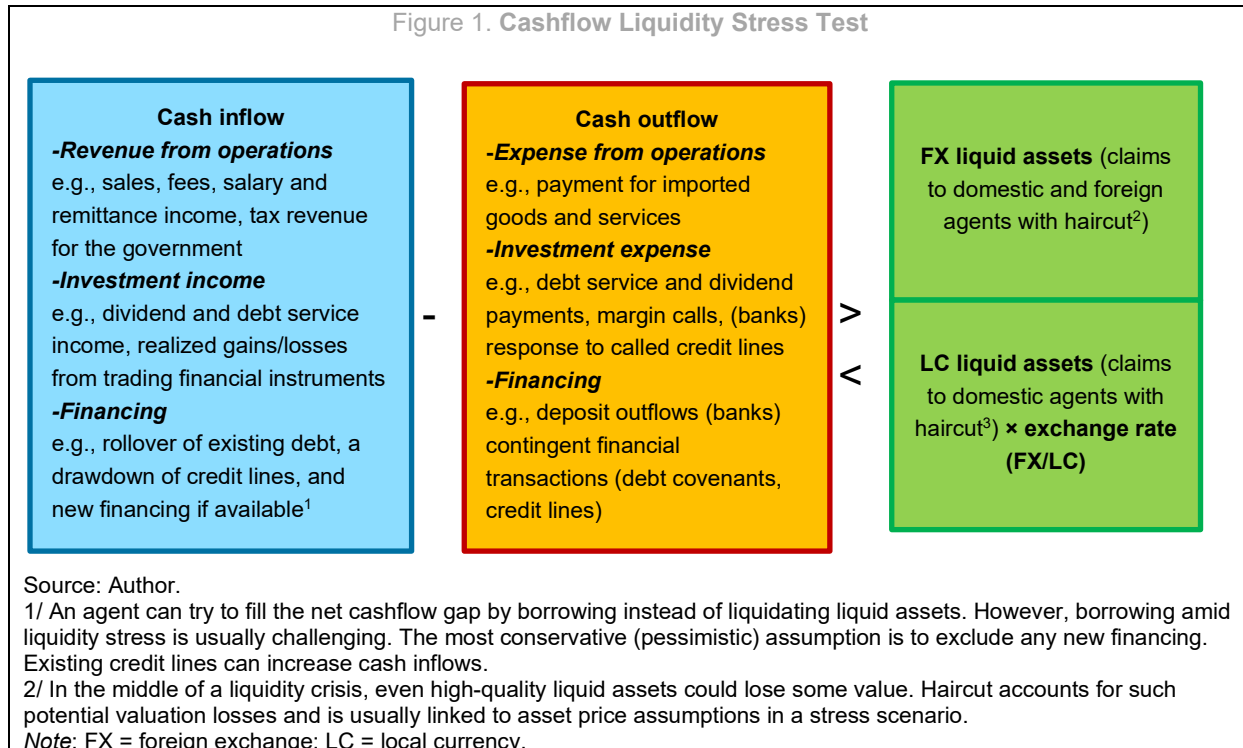 Figure 1. Cashflow Liquidity Stress Test
Cash inflow
-Revenue from operations
e.g., sales, fees, salary and
remittance income, tax revenue
for the government
-Investment income
e.g., dividend and debt service
income, realized gains/losses
from trading financial instruments
-Financing
e.g., rollover of existing debt, a
drawdown of credit lines, and
new financing if available1
-
Cash outflow
-Expense from operations
e.g., payment for imported
goods and services
-Investment expense
e.g., debt service and dividend
payments, margin calls, (banks)
response to called credit lines
-Financing
e.g., deposit outflows (banks)
contingent financial
transactions (debt covenants,
credit lines)
>
<
FX liquid assets (claims
to domestic and foreign
agents with haircut2)
LC liquid assets (claims
to domestic agents with
haircut3) × exchange rate
(FX/LC)
Source: Author.
1/ An agent can try to fill the net cashflow gap by borrowing instead of liquidating liquid assets. However, borrowing amid
liquidity stress is usually challenging. The most conservative (pessimistic) assumption is to exclude any new financing.
Existing credit lines can increase cash inflows.
2/ In the middle of a liquidity crisis, even high-quality liquid assets could lose some value. Haircut accounts for such
potential valuation losses and is usually linked to asset price assumptions in a stress scenario.
Note: FX = foreign exchange; LC = local currency.